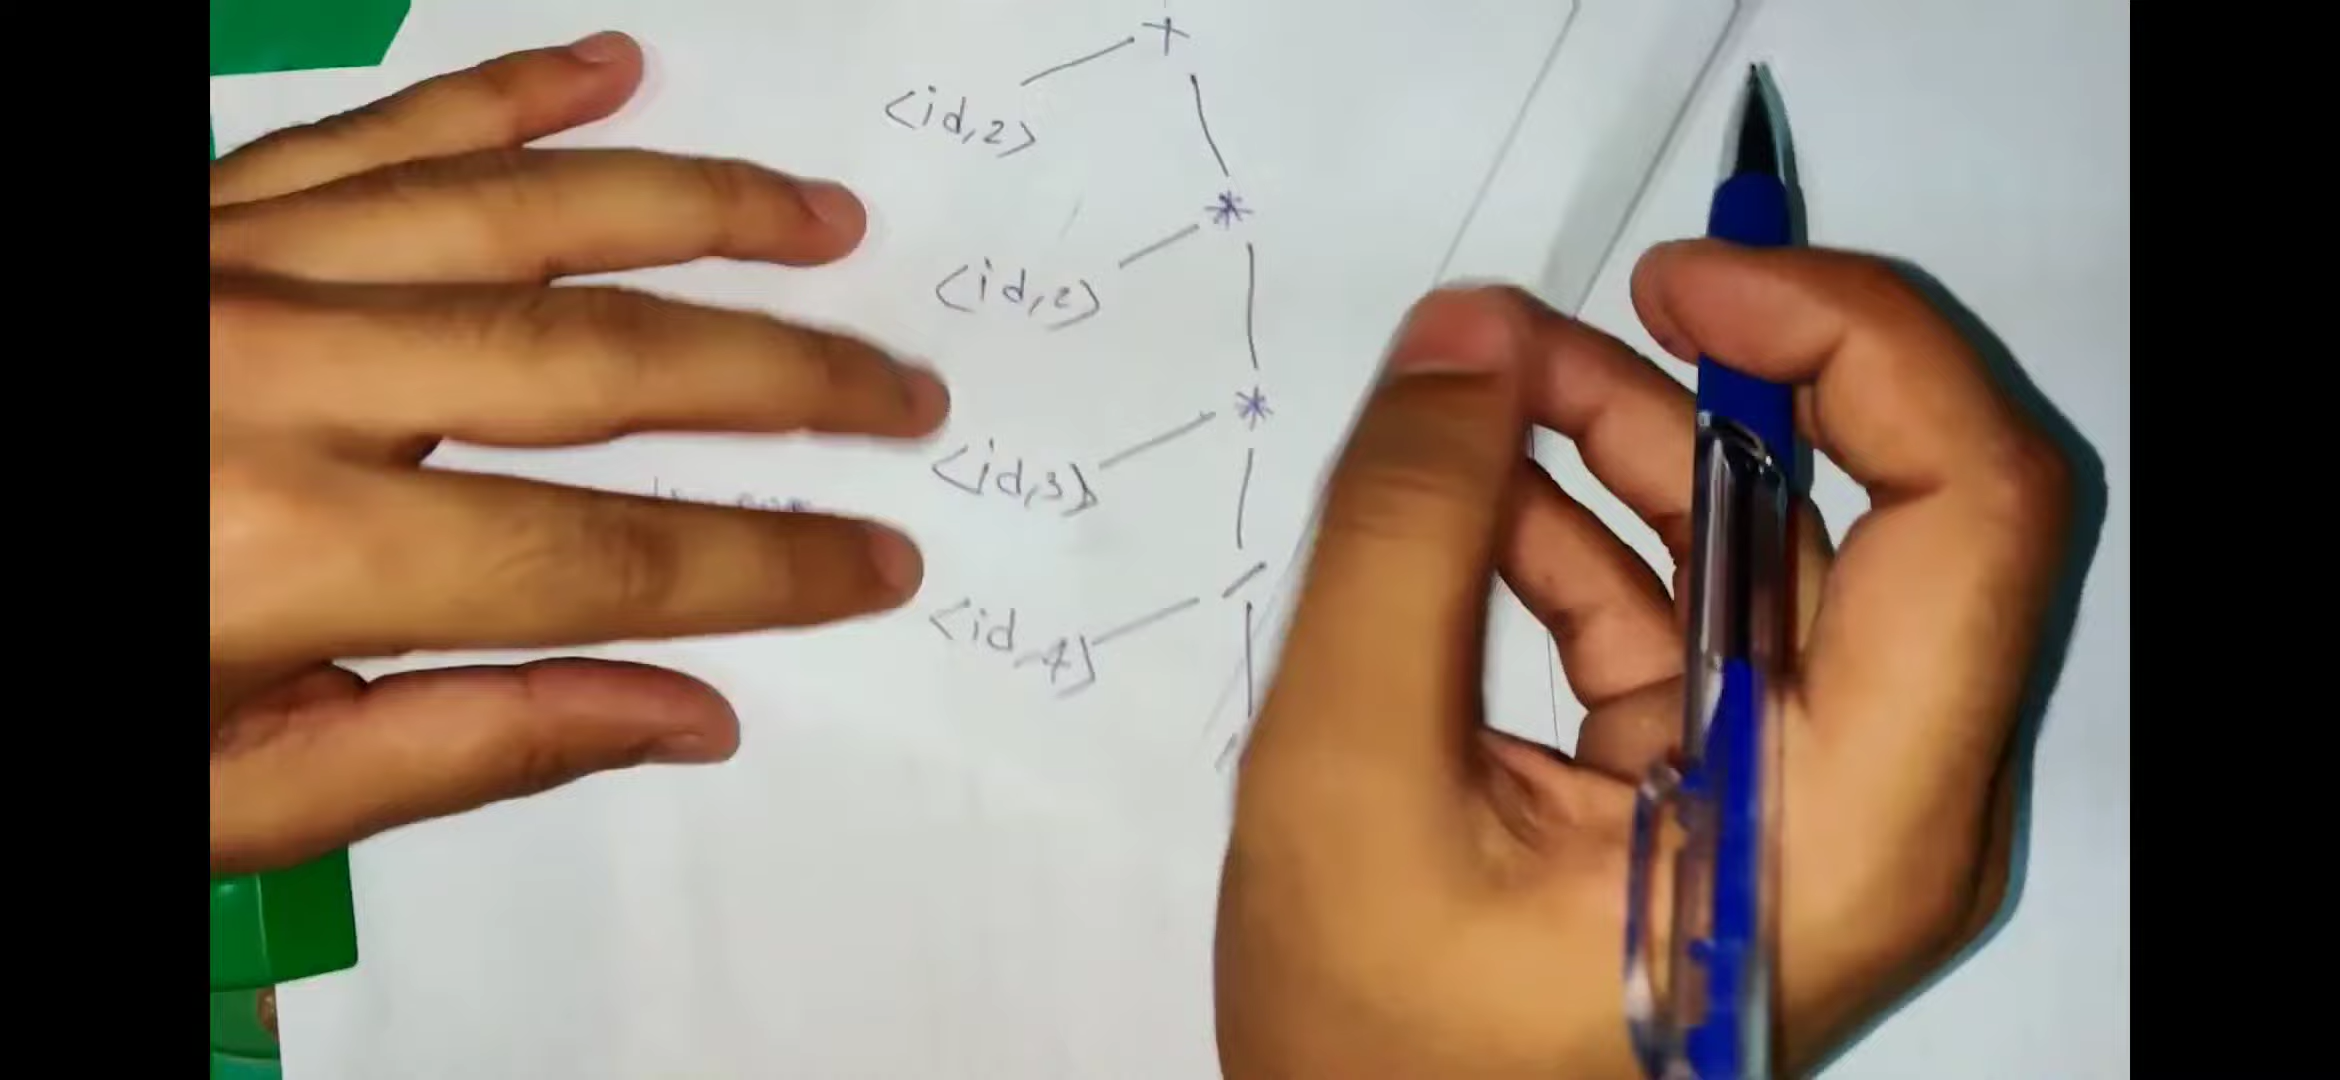 +
<id,2>
*
<id,2>
*
<id,3>
/
<id,4>